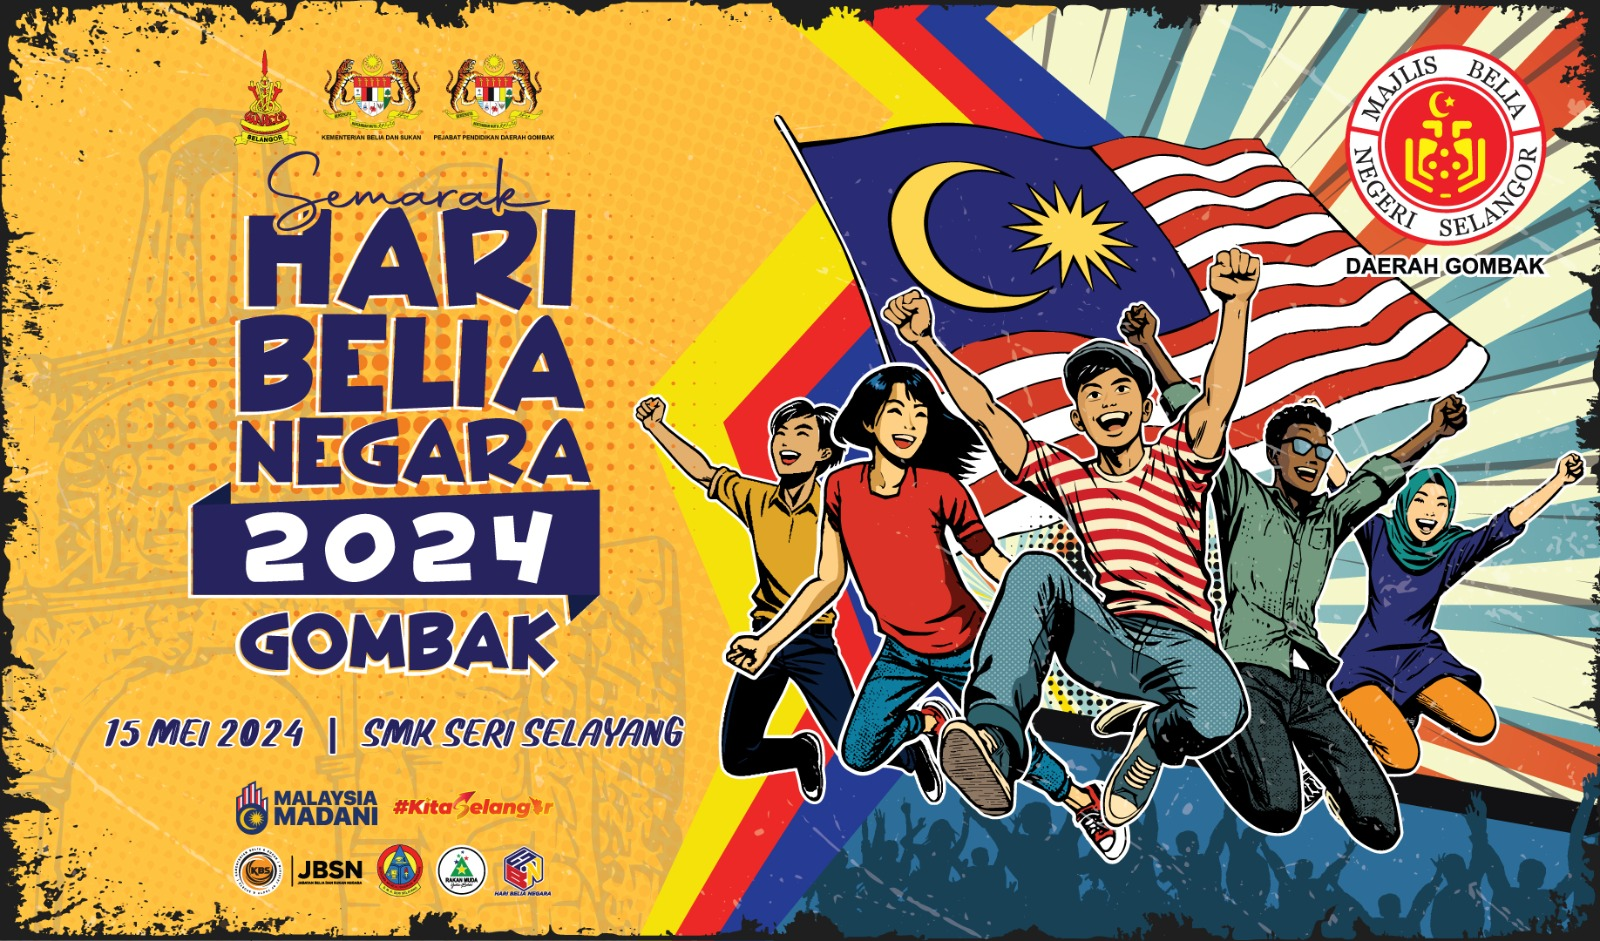 SELANGOR
KEMENTERIAN BELIA DAN SUKAN
PEJABAT PENDIDIKAN DAERAH GOMBAK
Semarak
HARI
BELIA
NEGARA
2024
GOMBAK
15 MEI 2024 | SMK SERI SELAYANG
MALAYSIA
MADANI
#KitaSelangor
KBS
JBSN
JABATAN BELIA DAN SUKAN NEGARA
RAKAN MUDA
HARI BELIA NEGARA
MAJLIS BELIA
NEGERI SELANGOR
DAERAH GOMBAK